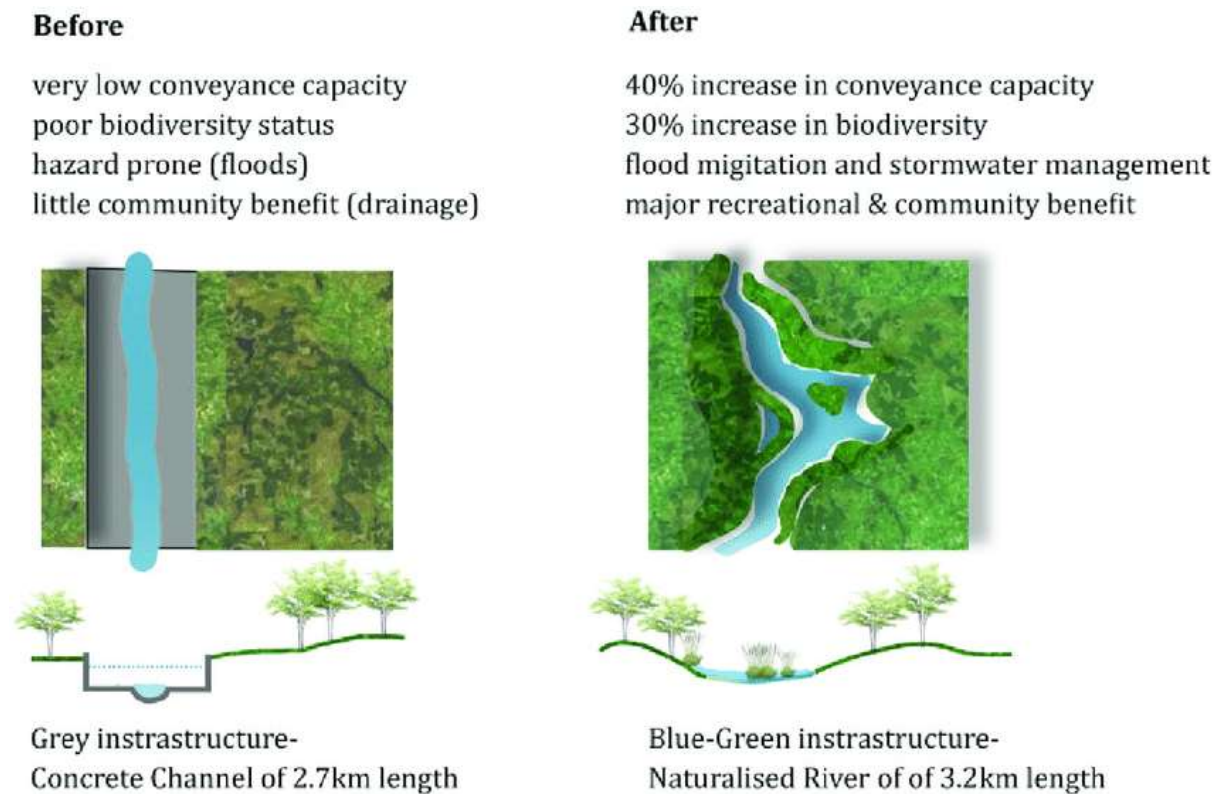 Before
very low conveyance capacity
poor biodiversity status
hazard prone (floods)
little community benefit (drainage)
After
40% increase in conveyance capacity
30% increase in biodiversity
flood migitation and stormwater management
major recreational & community benefit
Grey instrastructure-
Concrete Channel of 2.7km length
Blue-Green instrastructure-
Naturalised River of of 3.2km length